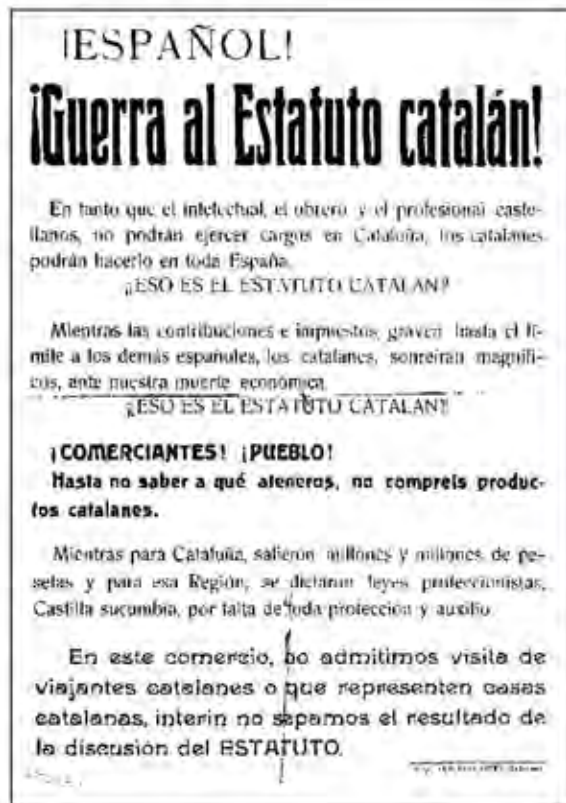 ¡ESPAÑOL!
¡Guerra al Estatuto catalán!
En tanto que el intelectual, el obrero y el profesional caste-
llanos, no podrán ejercer cargos en Cataluña, los catalanes
podrán hacerlo en toda España.
¡¡ESO ES EL ESTATUTO CATALAN!!
Mientras las contribuciones e impuestos, graven hasta el lí-
mite a los demás españoles, los catalanes, sonreirán magnífi-
cos, ante nuestra muerte económica.
¡¡ESO ES EL ESTATUTO CATALAN!!
¡COMERCIANTES! ¡PUEBLO!
Hasta no saber a qué ateneros, no compreis produc-
tos catalanes.
Mientras para Cataluña, salieron millones y millones de pe-
setas y para esa Región, se dictaron leyes proteccionistas,
Castilla sucumbía, por falta de toda protección y auxilio.
En este comercio, no admitimos visita de
viajantes catalanes o que representen casas
catalanas, interin no sepamos el resultado de
la discusión del ESTATUTO.